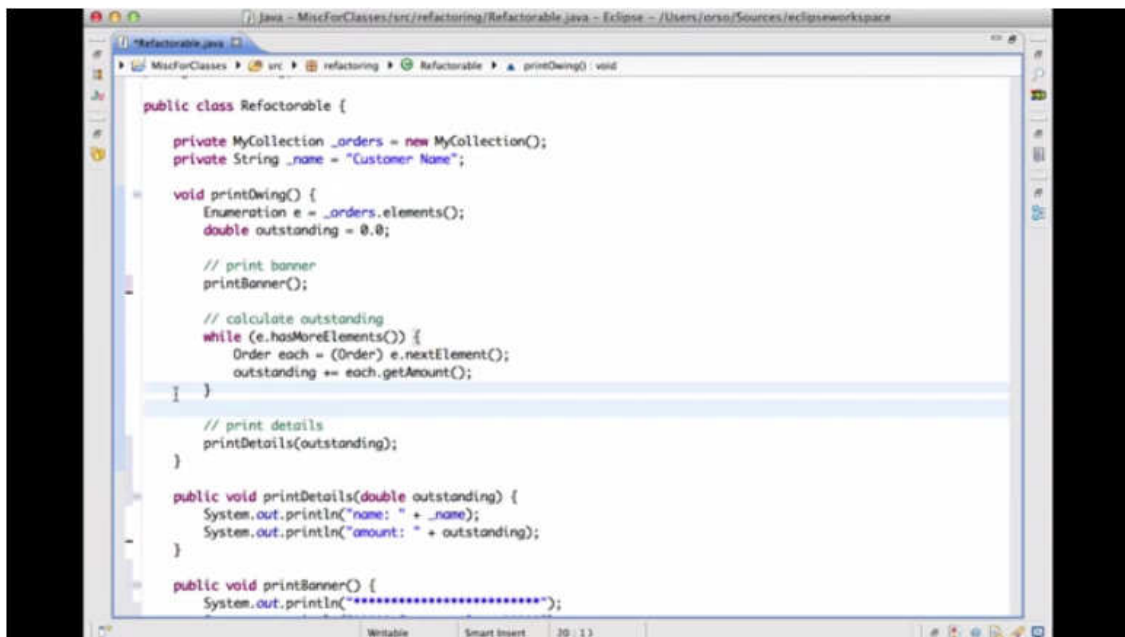 Java - MiscForClasses/src/refactoring/Refactorable.java - Eclipse - /Users/orso/Sources/eclipseworkspace
*Refactorable.java
MiscForClasses src refactoring Refactorable printOwing() : void
public class Refactorable {
private MyCollection _orders = new MyCollection();
private String _name = "Customer Name";
void printOwing() {
Enumeration e = _orders.elements();
double outstanding = 0.0;
// print banner
printBanner();
// calculate outstanding
while (e.hasMoreElements()) {
Order each = (Order) e.nextElement();
outstanding += each.getAmount();
}
// print details
printDetails(outstanding);
}
public void printDetails(double outstanding) {
System.out.println("name: " + _name);
System.out.println("amount: " + outstanding);
}
public void printBanner() {
System.out.println("*************************");
Writable Smart Insert 20 : 13